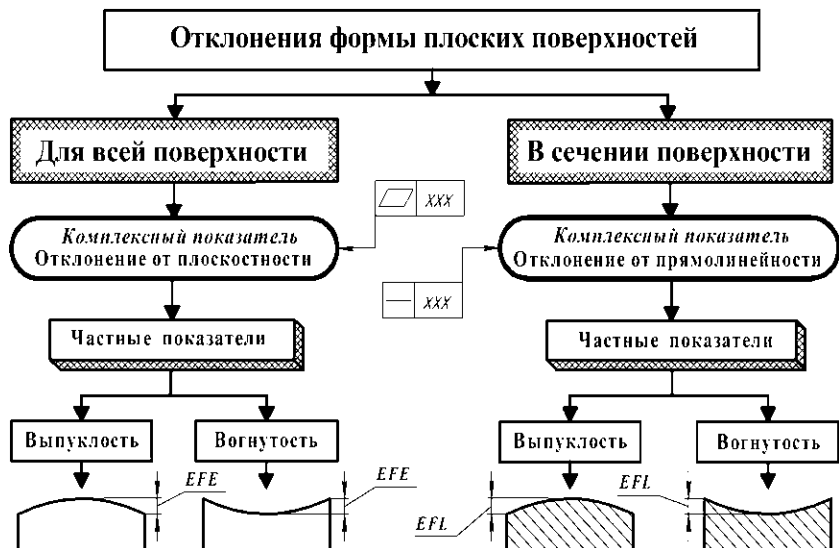 Отклонения формы плоских поверхностей
Для всей поверхности
В сечении поверхности
XXX
Комплексный показатель
Отклонение от плоскостности
Комплексный показатель
Отклонение от прямолинейности
XXX
Частные показатели
Частные показатели
Выпуклость
Вогнутость
Выпуклость
Вогнутость
EFE
EFE
EFL
EFL